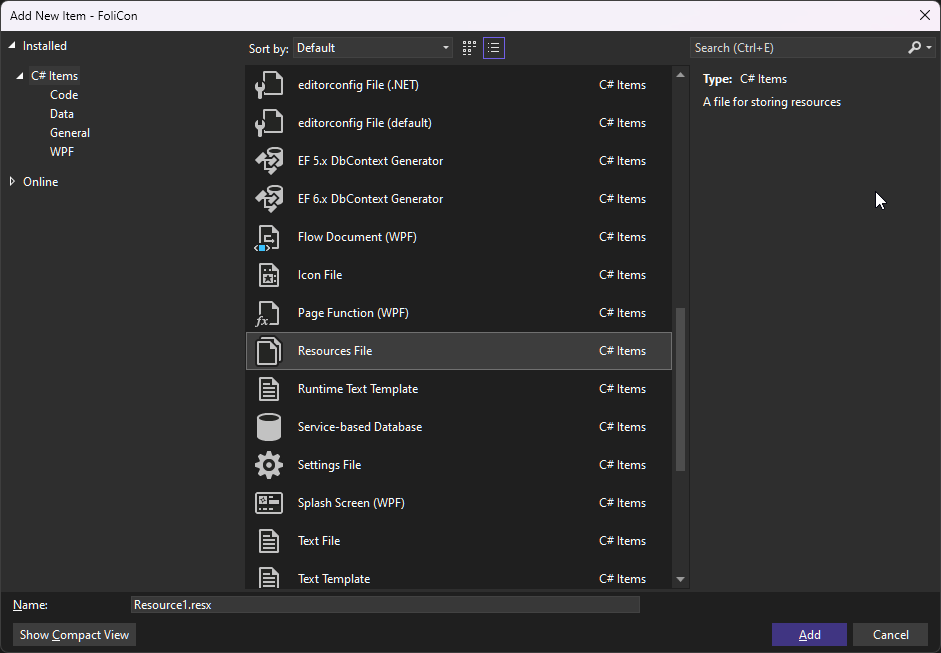 Add New Item - FoliCon
Installed
C# Items
Code
Data
General
WPF
Online
Sort by: Default
editorconfig File (.NET) C# Items
editorconfig File (default) C# Items
EF 5.x DbContext Generator C# Items
EF 6.x DbContext Generator C# Items
Flow Document (WPF) C# Items
Icon File C# Items
Page Function (WPF) C# Items
Resources File C# Items
Runtime Text Template C# Items
Service-based Database C# Items
Settings File C# Items
Splash Screen (WPF) C# Items
Text File C# Items
Text Template C# Items
Search (Ctrl+E)
Type: C# Items
A file for storing resources
Name: Resource1.resx
Show Compact View
Add Cancel